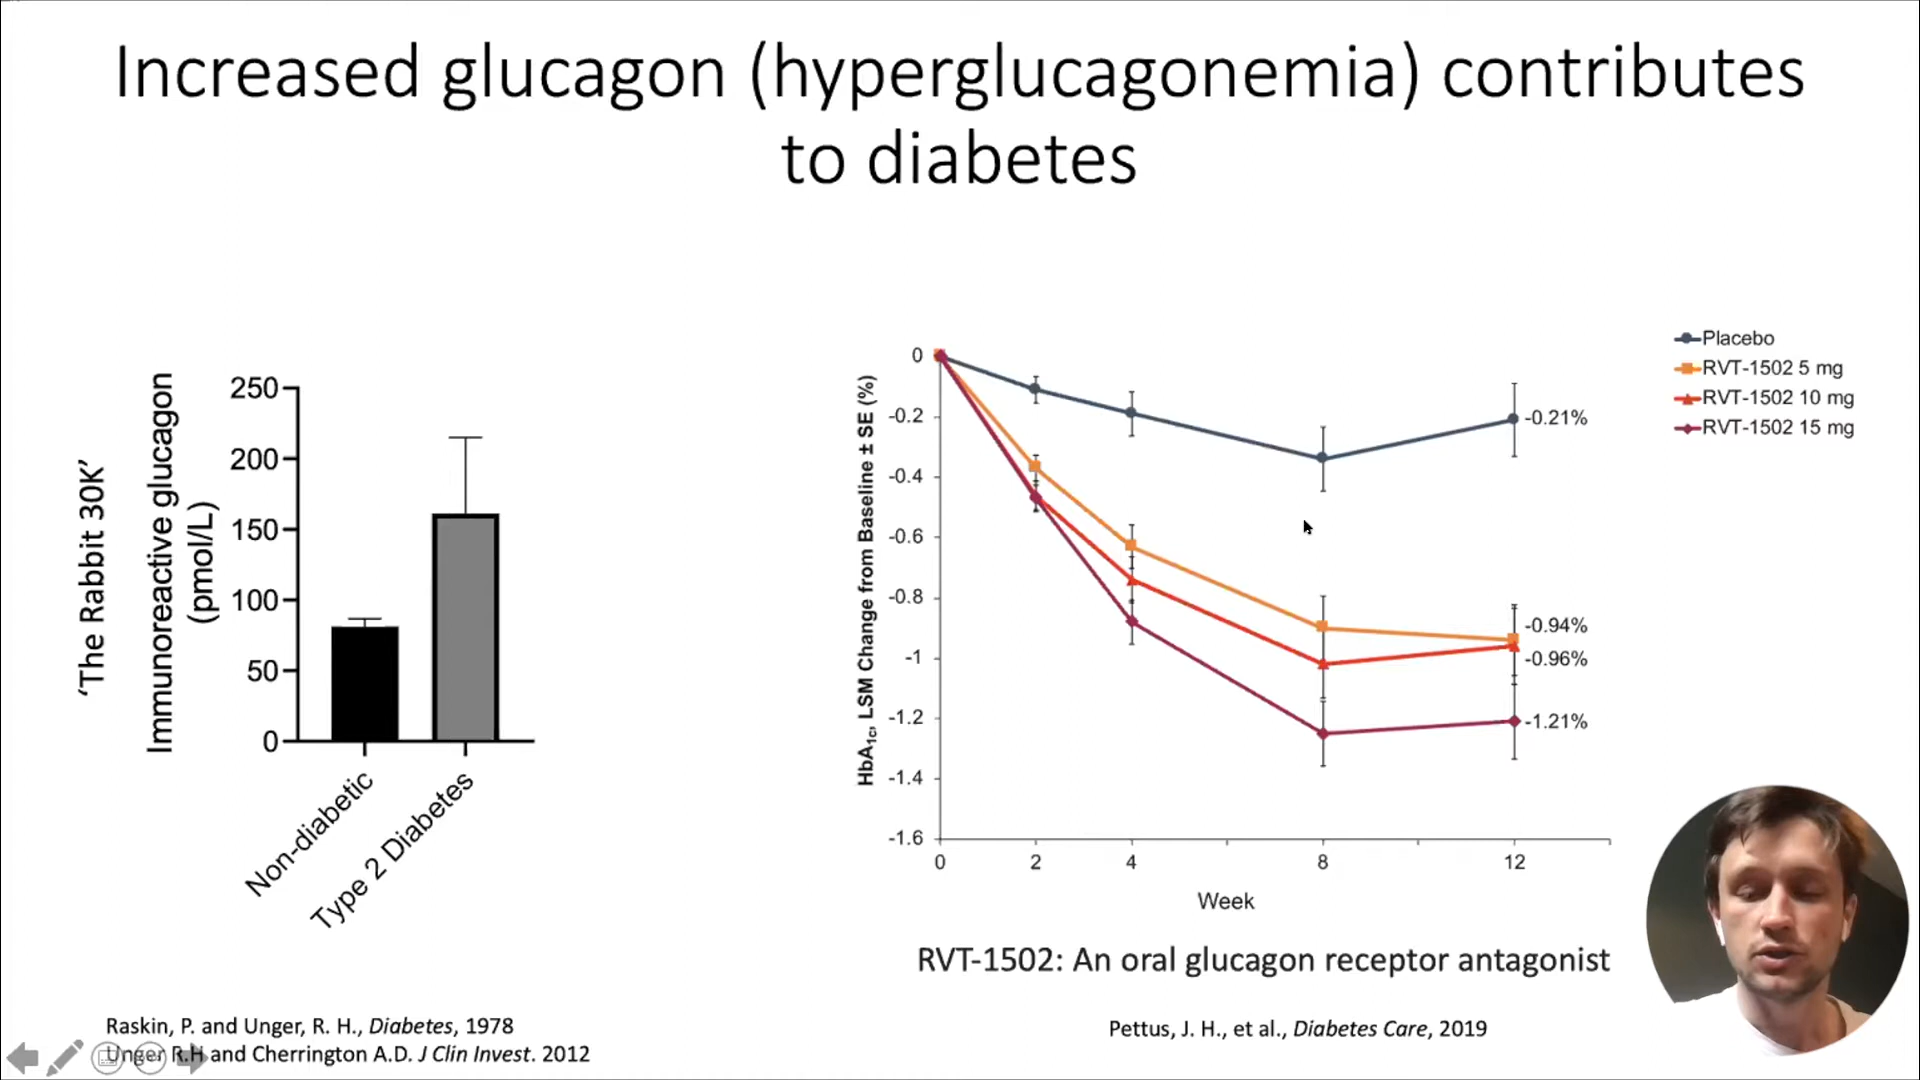 Increased glucagon (hyperglucagonemia) contributes
to diabetes
'The Rabbit 30K'
Immunoreactive glucagon
(pmol/L)
250
200
150
100
50
0
Non-diabetic
Type 2 Diabetes
HbA1c, LSM Change from Baseline ± SE (%)
0
-0.2
-0.4
-0.6
-0.8
-1
-1.2
-1.4
-1.6
0 2 4 8 12
Week
-0.21%
-0.94%
-0.96%
-1.21%
Placebo
RVT-1502 5 mg
RVT-1502 10 mg
RVT-1502 15 mg
RVT-1502: An oral glucagon receptor antagonist
Raskin, P. and Unger, R. H., Diabetes, 1978
Unger R.H and Cherrington A.D. J Clin Invest. 2012
Pettus, J. H., et al., Diabetes Care, 2019